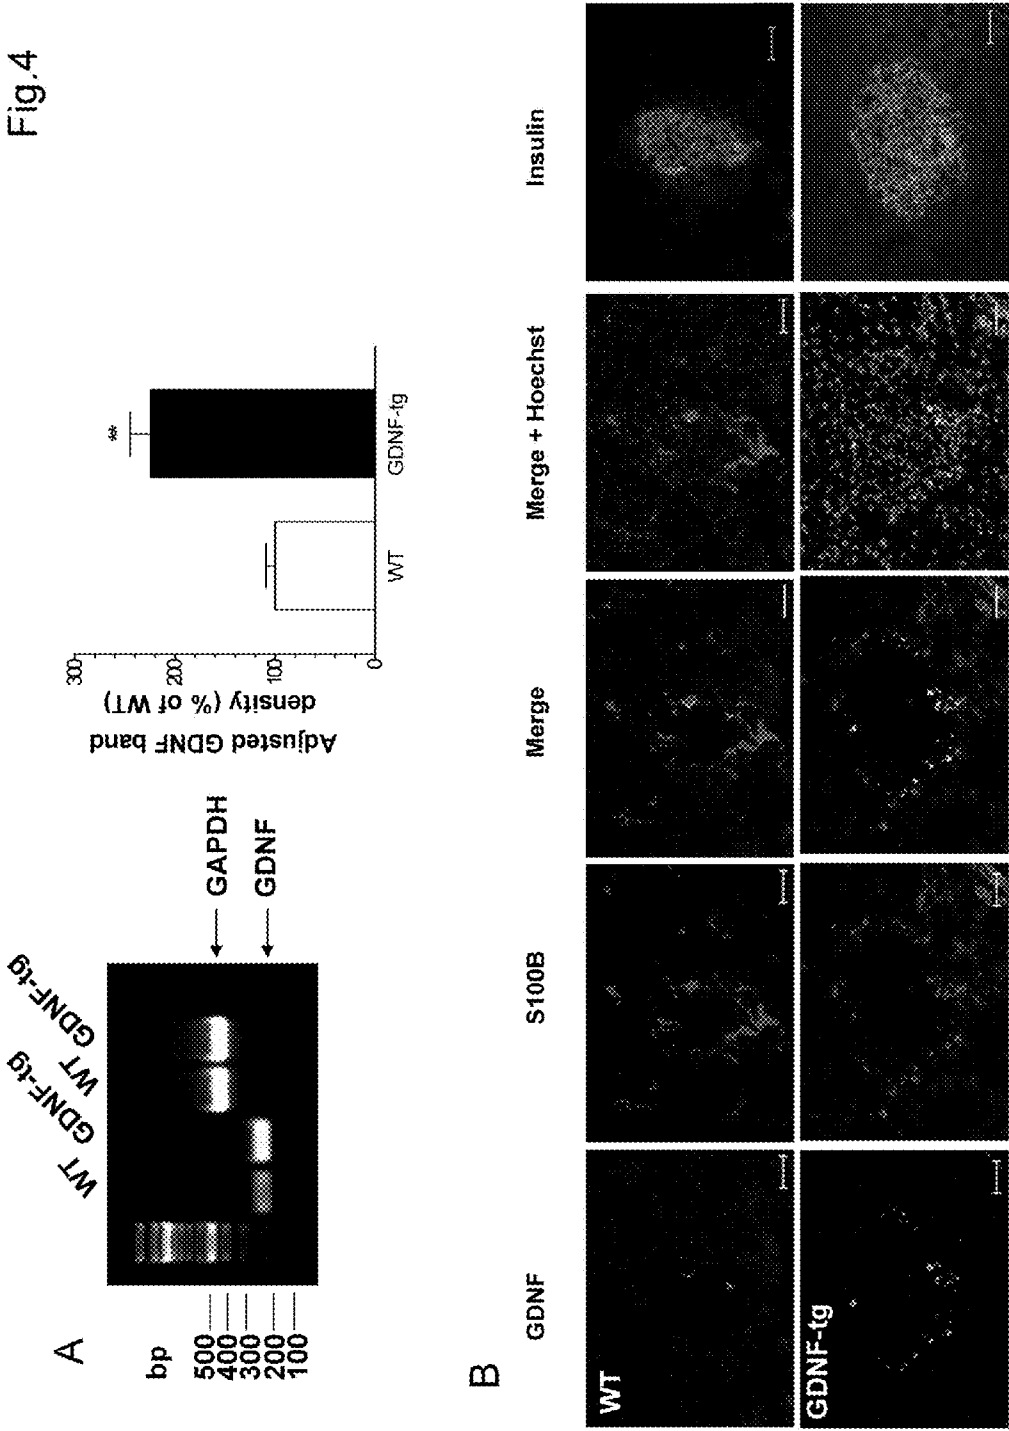 Fig.4
A
bp
500
400
300
200
100
WT
GDNF-tg
WT
GDNF-tg
GAPDH
GDNF
Adjusted GDNF band
density (% of WT)
300
200
100
0
**
WT
GDNF-tg
B
GDNF
S100B
Merge
Merge + Hoechst
Insulin
WT
GDNF-tg